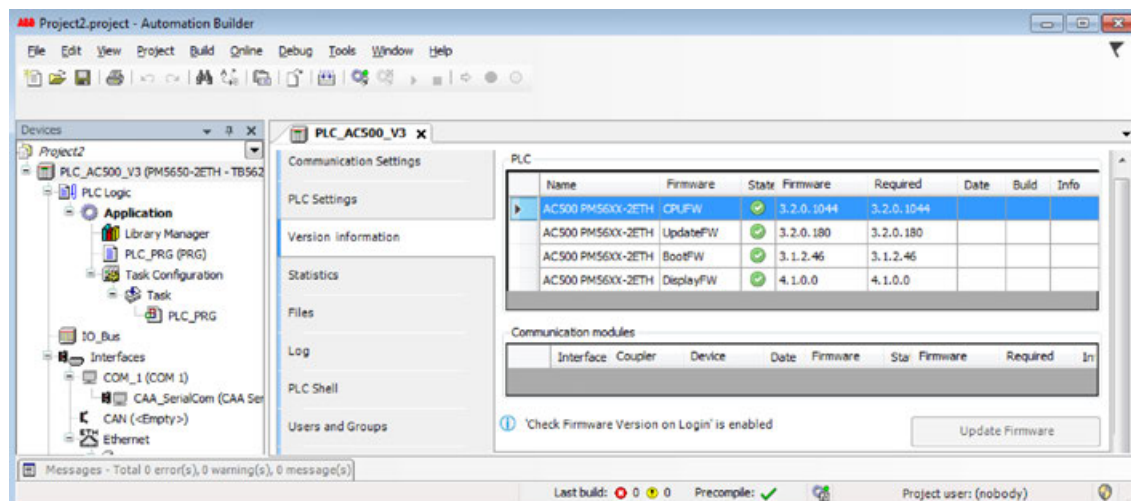 ABB Project2.project - Automation Builder
File Edit View Project Build Online Debug Tools Window Help
Devices
Project2
PLC_AC500_V3 (PM5650-2ETH - TB562
PLC Logic
Application
Library Manager
PLC_PRG (PRG)
Task Configuration
Task
PLC_PRG
IO_Bus
Interfaces
COM_1 (COM 1)
CAA_SerialCom (CAA Ser
CAN (<Empty>)
ETH
Ethernet
PLC_AC500_V3
Communication Settings
PLC Settings
Version information
Statistics
Files
Log
PLC Shell
Users and Groups
PLC
Name Firmware State Firmware Required Date Build Info
AC500 PM56XX-2ETH CPUFW 3.2.0.1044 3.2.0.1044
AC500 PM56XX-2ETH UpdateFW 3.2.0.180 3.2.0.180
AC500 PM56XX-2ETH BootFW 3.1.2.46 3.1.2.46
AC500 PM56XX-2ETH DisplayFW 4.1.0.0 4.1.0.0
Communication modules
Interface Coupler Device Date Firmware Sta Firmware Required In
'Check Firmware Version on Login' is enabled
Update Firmware
Messages - Total 0 error(s), 0 warning(s), 0 message(s)
Last build: 0 0 Precompile: Project user: (nobody)